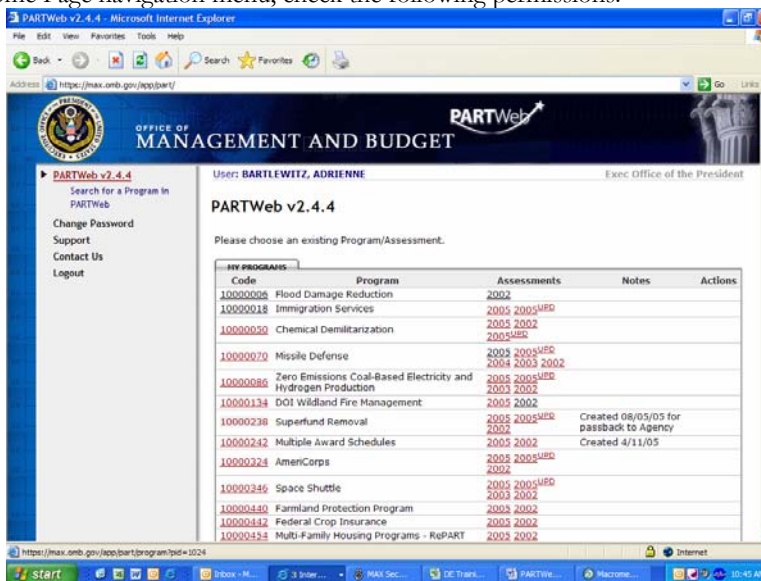 ome Page navigation menu, check the following permissions.
PARTWeb v2.4.4 - Microsoft Internet Explorer
File Edit View Favorites Tools Help
Back Search Favorites
Address https://max.omb.gov/app/part/ Go Links
PARTWeb
OFFICE OF
MANAGEMENT AND BUDGET
PARTWeb v2.4.4
Search for a Program in
PARTWeb
Change Password
Support
Contact Us
Logout
User: BARTLEWITZ, ADRIENNE Exec Office of the President
PARTWeb v2.4.4
Please choose an existing Program/Assessment.
MY PROGRAMS
Code Program Assessments Notes Actions
10000006 Flood Damage Reduction 2002
10000018 Immigration Services 2005 2005UPD
10000050 Chemical Demilitarization 2005 2002
2005UPD
10000070 Missile Defense 2005 2005UPD
2004 2003 2002
10000086 Zero Emissions Coal-Based Electricity and
Hydrogen Production 2005 2005UPD
2003 2002
10000134 DOI Wildland Fire Management 2005 2002
10000238 Superfund Removal 2005 2005UPD
2002 Created 08/05/05 for
passback to Agency
10000242 Multiple Award Schedules 2005 2002 Created 4/11/05
10000324 AmeriCorps 2005 2005UPD
2002
10000346 Space Shuttle 2005 2005UPD
2003 2002
10000440 Farmland Protection Program 2005 2002
10000442 Federal Crop Insurance 2005 2002
10000454 Multi-Family Housing Programs - RePART 2005 2002
https://max.omb.gov/app/part/program?pid=1024 Internet
start Inbox - M... 3 Inter... MAX Sec... DE Train... PARTWe... Macrome... 10:45 AM